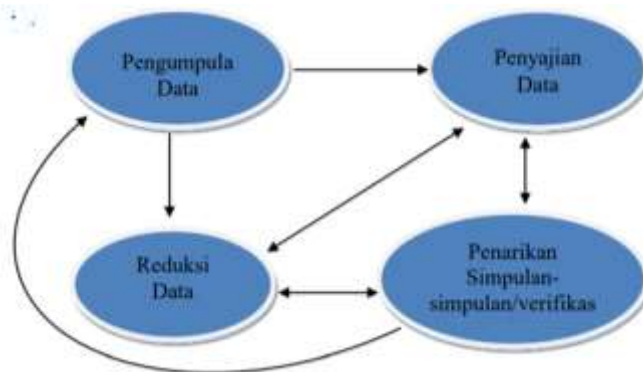 Pengumpula
Data
Penyajian
Data
Reduksi
Data
Penarikan
Simpulan-
simpulan/verifikas